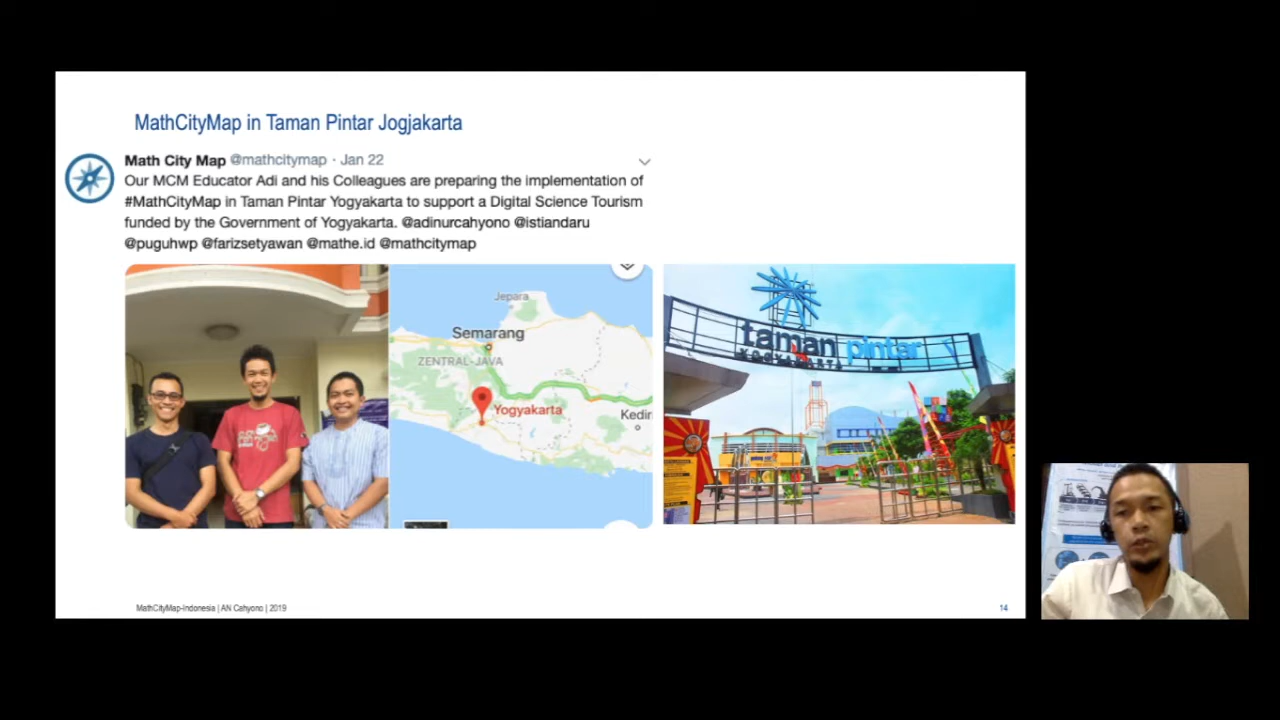 MathCityMap in Taman Pintar Jogjakarta
Math City Map @mathcitymap · Jan 22
Our MCM Educator Adi and his Colleagues are preparing the implementation of
#MathCityMap in Taman Pintar Yogyakarta to support a Digital Science Tourism
funded by the Government of Yogyakarta. @adinurcahyono @istiandaru
@puguhwp @farizsetyawan @mathe.id @mathcitymap
Jepara
Semarang
ZENTRAL-JAVA
Yogyakarta
Kedir
taman pintar
YOGYAKARTA
MathCityMap-Indonesia | AN Cahyono | 2019
14